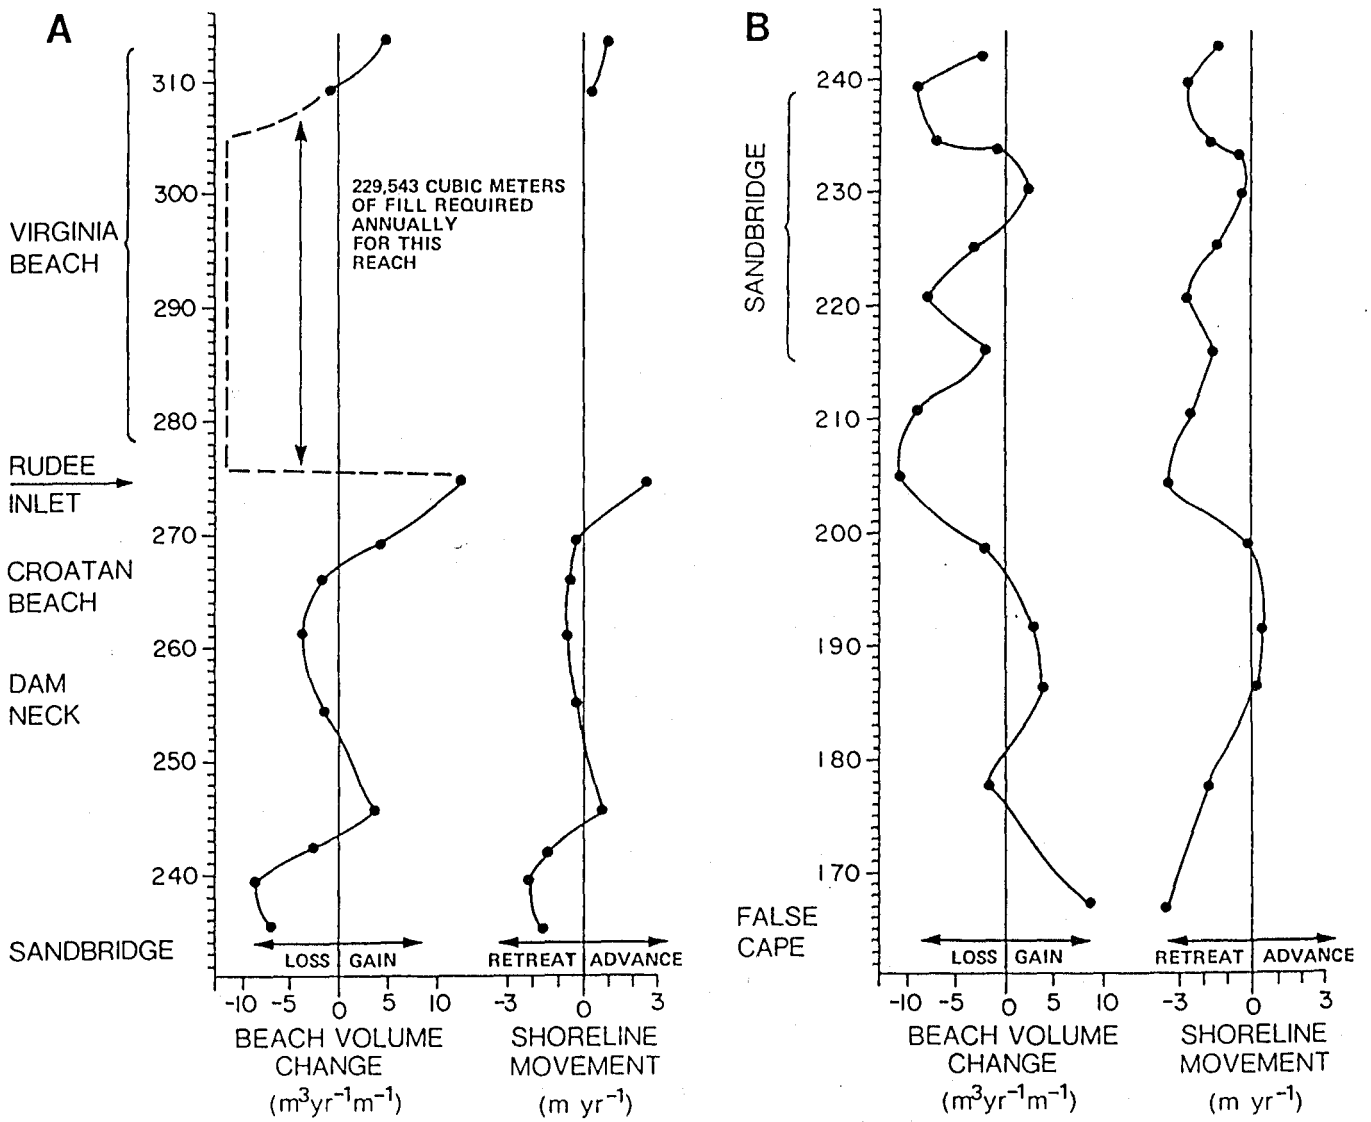 A
310
300
290
280
270
260
250
240
VIRGINIA
BEACH
RUDEE
INLET
CROATAN
BEACH
DAM
NECK
SANDBRIDGE
229,543 CUBIC METERS
OF FILL REQUIRED
ANNUALLY
FOR THIS
REACH
LOSS GAIN
RETREAT ADVANCE
-10 -5 0 5 10
-3 0 3
BEACH VOLUME
CHANGE
(m³yr⁻¹m⁻¹)
SHORELINE
MOVEMENT
(m yr⁻¹)
B
240
230
220
210
200
190
180
170
SANDBRIDGE
FALSE
CAPE
LOSS GAIN
RETREAT ADVANCE
-10 -5 0 5 10
-3 0 3
BEACH VOLUME
CHANGE
(m³yr⁻¹m⁻¹)
SHORELINE
MOVEMENT
(m yr⁻¹)